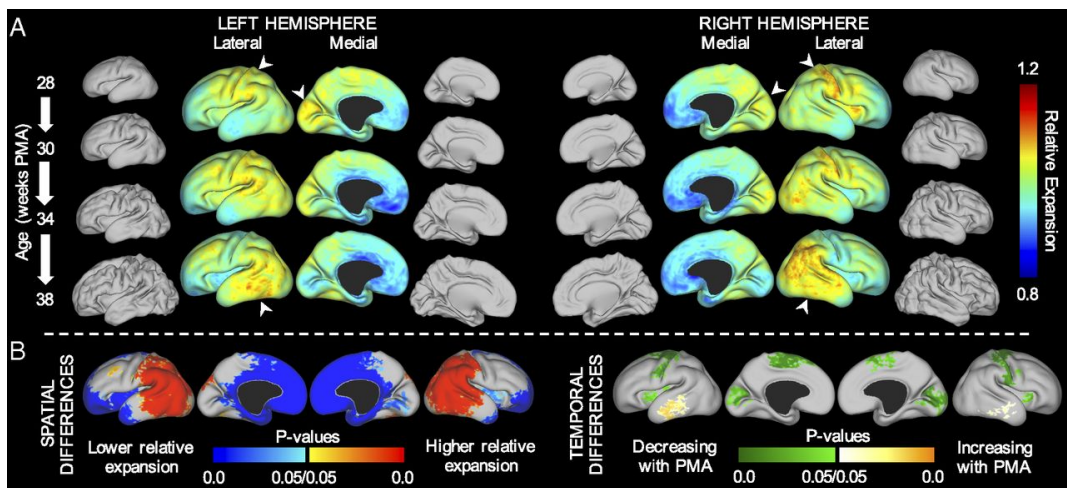 A
LEFT HEMISPHERE
Lateral Medial
RIGHT HEMISPHERE
Medial Lateral
Age (weeks PMA)
28
30
34
38
1.2
Relative Expansion
0.8
B
SPATIAL
DIFFERENCES
Lower relative
expansion
P-values
0.0 0.05/0.05 0.0
Higher relative
expansion
TEMPORAL
DIFFERENCES
Decreasing
with PMA
P-values
0.0 0.05/0.05 0.0
Increasing
with PMA